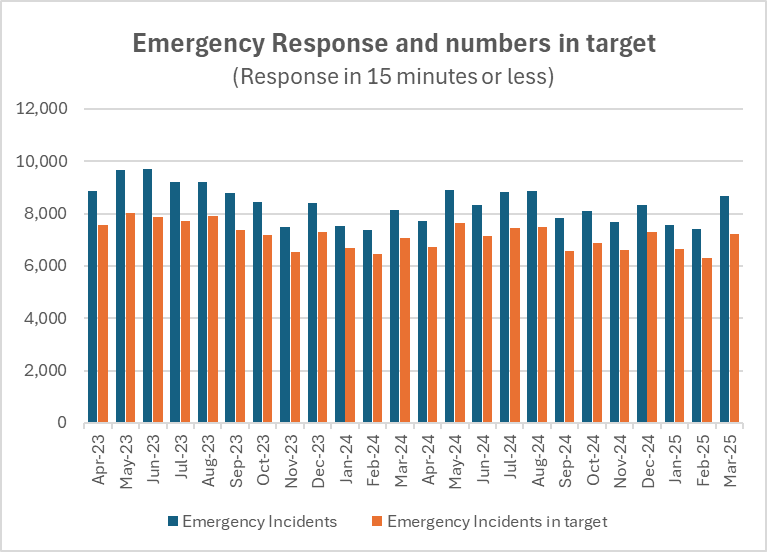 Emergency Response and numbers in target
(Response in 15 minutes or less)
12,000
10,000
8,000
6,000
4,000
2,000
0
Apr-23
May-23
Jun-23
Jul-23
Aug-23
Sep-23
Oct-23
Nov-23
Dec-23
Jan-24
Feb-24
Mar-24
Apr-24
May-24
Jun-24
Jul-24
Aug-24
Sep-24
Oct-24
Nov-24
Dec-24
Jan-25
Feb-25
Mar-25
Emergency Incidents
Emergency Incidents in target